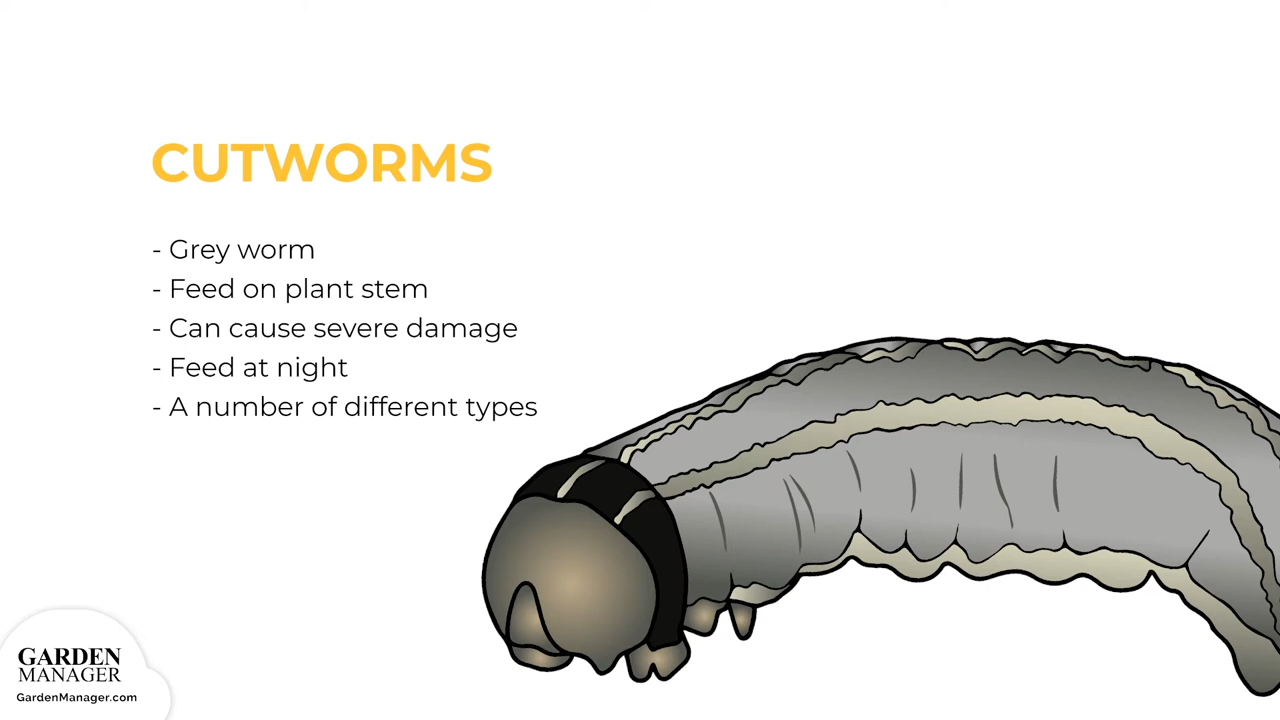 CUTWORMS
- Grey worm
- Feed on plant stem
- Can cause severe damage
- Feed at night
- A number of different types
GARDEN
MANAGER
GardenManager.com